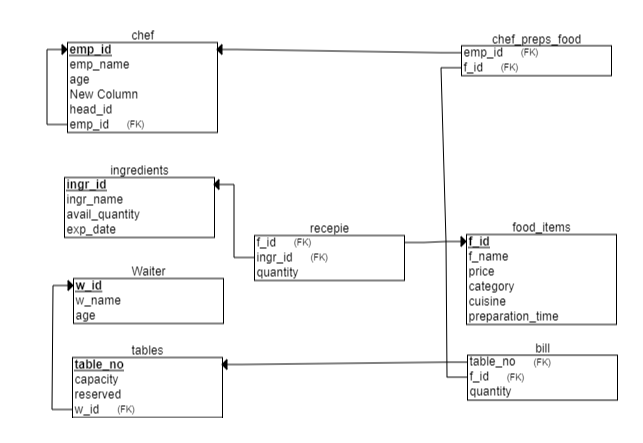 chef
emp_id
emp_name
age
New Column
head_id
emp_id (FK)
chef_preps_food
emp_id (FK)
f_id (FK)
ingredients
ingr_id
ingr_name
avail_quantity
exp_date
recepie
f_id (FK)
ingr_id (FK)
quantity
food_items
f_id
f_name
price
category
cuisine
preparation_time
Waiter
w_id
w_name
age
tables
table_no
capacity
reserved
w_id (FK)
bill
table_no (FK)
f_id (FK)
quantity